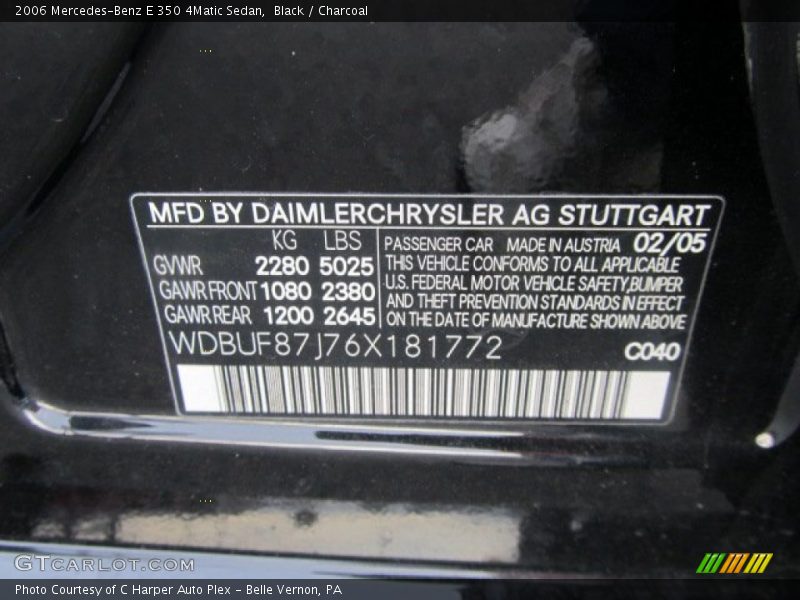 2006 Mercedes-Benz E 350 4Matic Sedan,  Black / Charcoal
MFD BY DAIMLERCHRYSLER AG STUTTGART
KG LBS
GVWR 2280 5025
GAWR FRONT 1080 2380
GAWR REAR 1200 2645
PASSENGER CAR MADE IN AUSTRIA 02/05
THIS VEHICLE CONFORMS TO ALL APPLICABLE
U.S. FEDERAL MOTOR VEHICLE SAFETY,BUMPER
AND THEFT PREVENTION STANDARDS IN EFFECT
ON THE DATE OF MANUFACTURE SHOWN ABOVE
WDBUF87J76X181772 C040
GTCARLOT.COM
Photo Courtesy of C Harper Auto Plex - Belle Vernon, PA